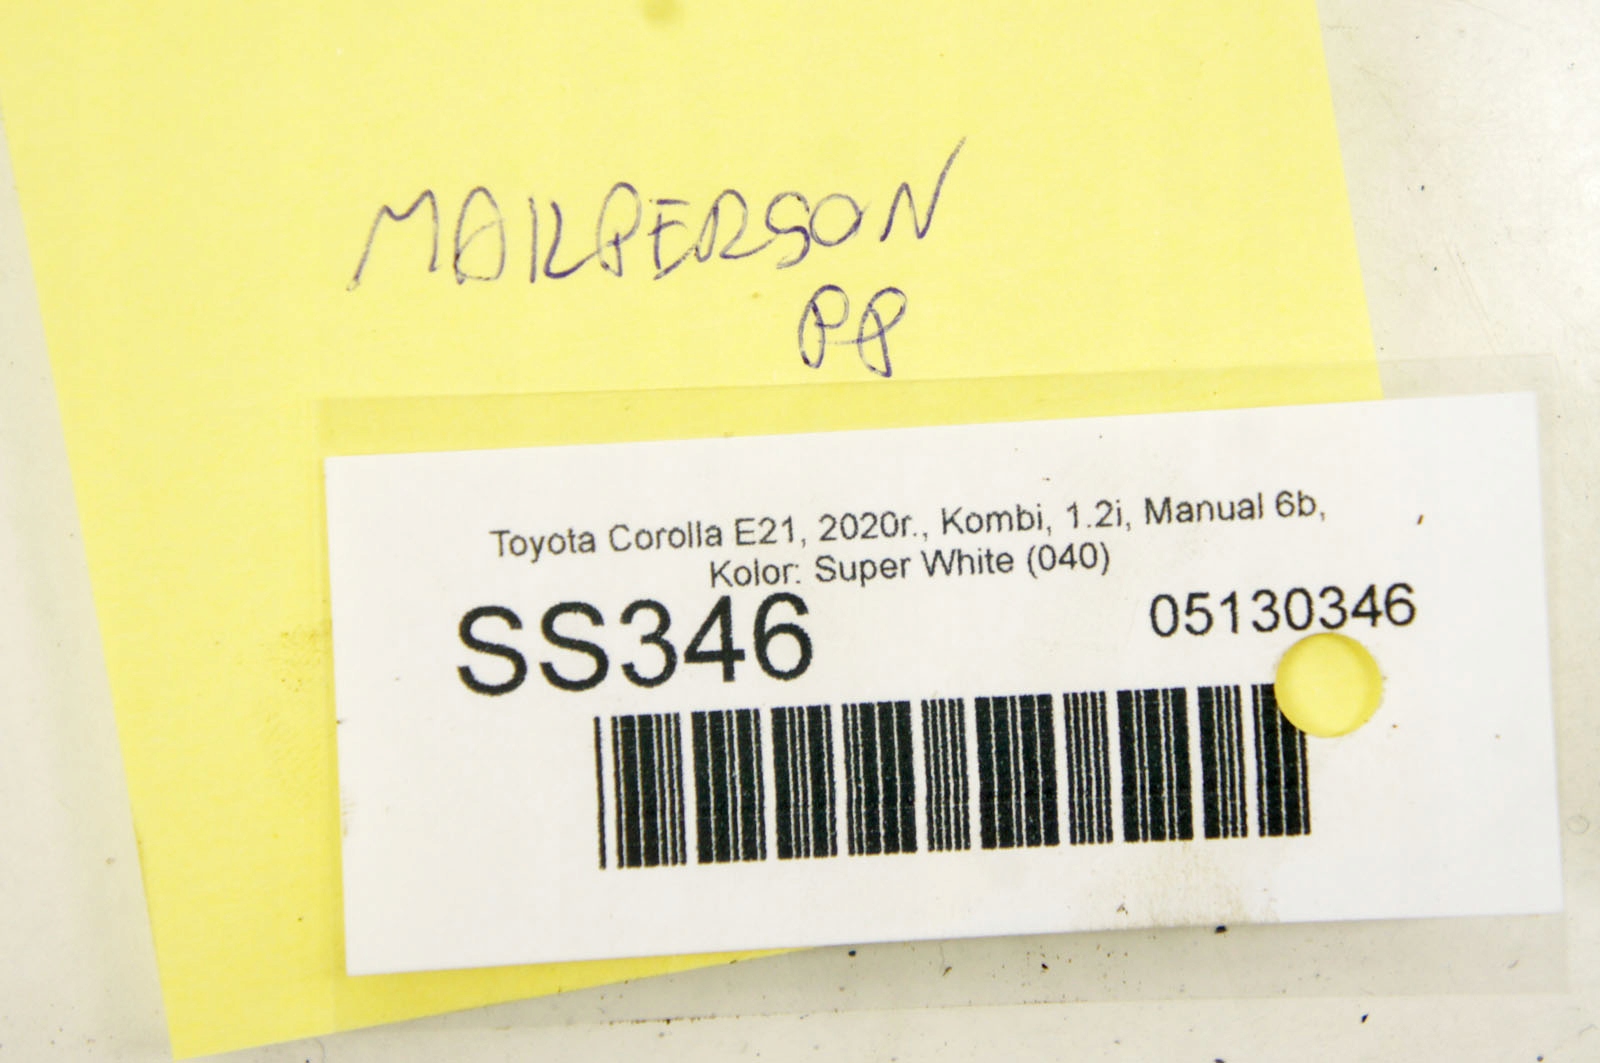 MAKPERSON
PP
Toyota Corolla E21, 2020r., Kombi, 1.2i, Manual 6b,
Kolor: Super White (040)
SS346
05130346